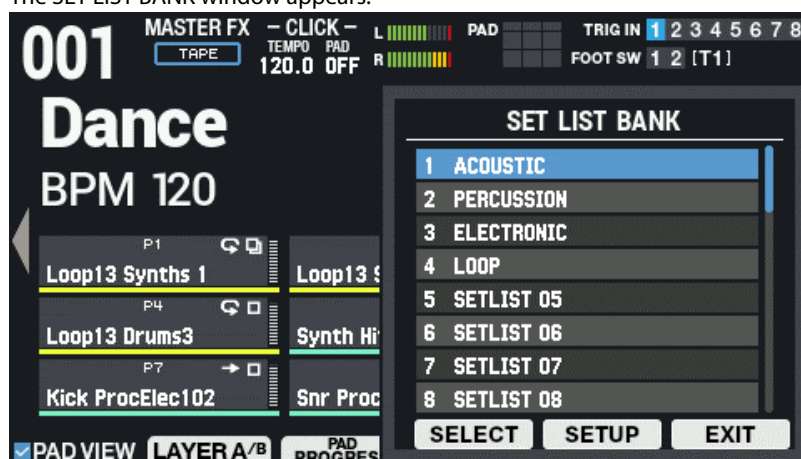 The SET LIST BANK window appears.
001 MASTER FX TAPE
– CLICK –
TEMPO PAD
120.0 OFF
L
R
PAD
TRIG IN 1 2 3 4 5 6 7 8
FOOT SW 1 2 [T1]
Dance
BPM 120
P1
Loop13 Synths 1
Loop13 S
P4
Loop13 Drums3
Synth Hi
P7
Kick ProcElec102
Snr Proc
PAD VIEW
LAYER A/B
PAD
PROGRES
SET LIST BANK
1 ACOUSTIC
2 PERCUSSION
3 ELECTRONIC
4 LOOP
5 SETLIST 05
6 SETLIST 06
7 SETLIST 07
8 SETLIST 08
SELECT SETUP EXIT